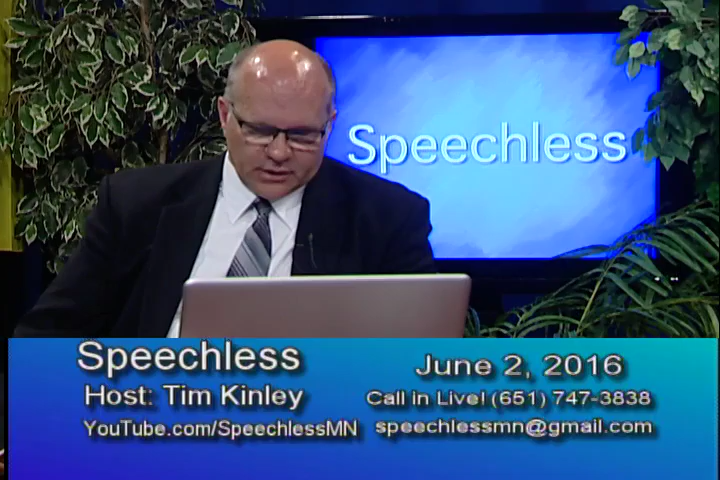 Speechless
Speechless
Host: Tim Kinley
YouTube.com/SpeechlessMN
June 2, 2016
Call in Live! (651) 747-3838
speechlessmn@gmail.com